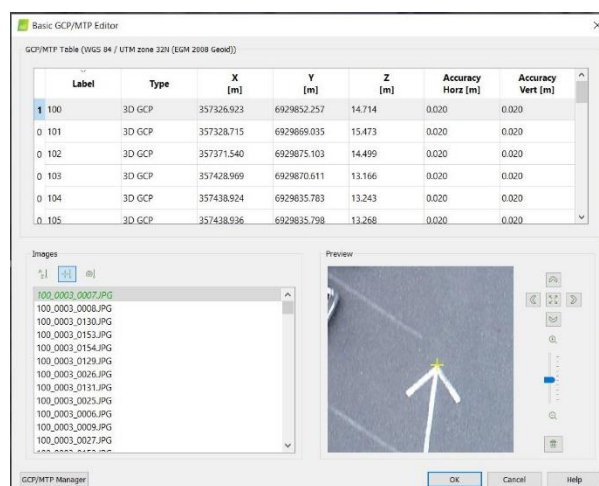 Basic GCP/MTP Editor
GCP/MTP Table (WGS 84 / UTM zone 32N (EGM 2008 Geoid))
Label Type X [m] Y [m] Z [m] Accuracy Horz [m] Accuracy Vert [m]
1 100 3D GCP 357326.923 6929852.257 14.714 0.020 0.020
0 101 3D GCP 357328.715 6929869.035 15.473 0.020 0.020
0 102 3D GCP 357371.540 6929875.103 14.499 0.020 0.020
0 103 3D GCP 357428.969 6929870.611 13.166 0.020 0.020
0 104 3D GCP 357438.924 6929835.783 13.243 0.020 0.020
0 105 3D GCP 357438.936 6929835.798 13.268 0.020 0.020
Images
100_0003_0007.JPG
100_0003_0008.JPG
100_0003_0130.JPG
100_0003_0153.JPG
100_0003_0154.JPG
100_0003_0129.JPG
100_0003_0026.JPG
100_0003_0131.JPG
100_0003_0025.JPG
100_0003_0006.JPG
100_0003_0009.JPG
100_0003_0027.JPG
Preview
GCP/MTP Manager
OK Cancel Help